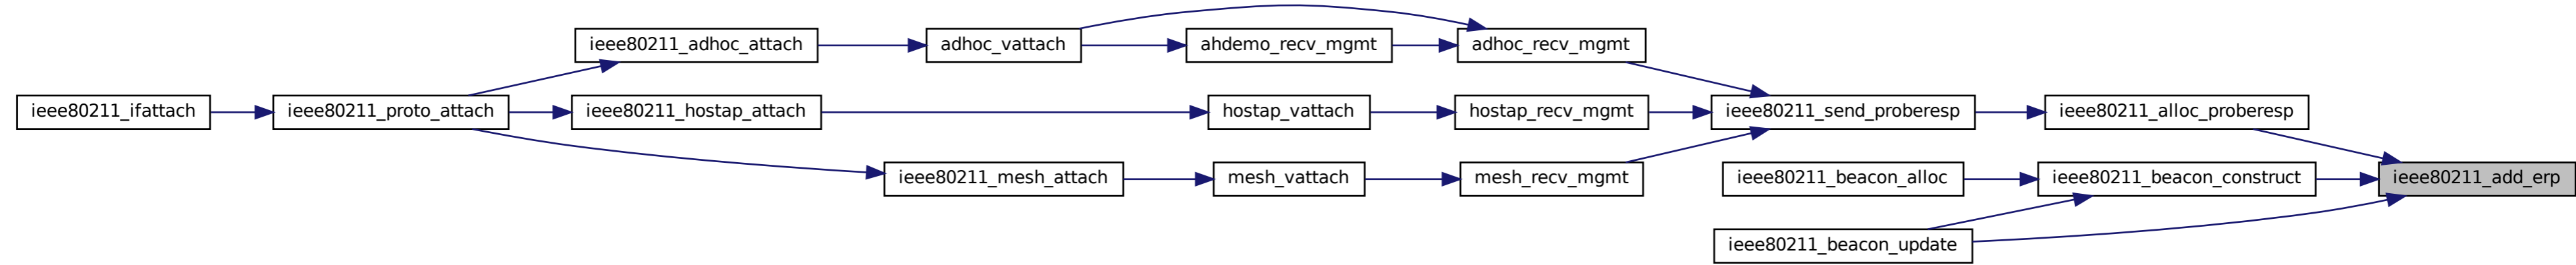 ieee80211_adhoc_attach
adhoc_vattach
ahdemo_recv_mgmt
adhoc_recv_mgmt
ieee80211_ifattach
ieee80211_proto_attach
ieee80211_hostap_attach
hostap_vattach
hostap_recv_mgmt
ieee80211_send_proberesp
ieee80211_alloc_proberesp
ieee80211_mesh_attach
mesh_vattach
mesh_recv_mgmt
ieee80211_beacon_alloc
ieee80211_beacon_construct
ieee80211_add_erp
ieee80211_beacon_update